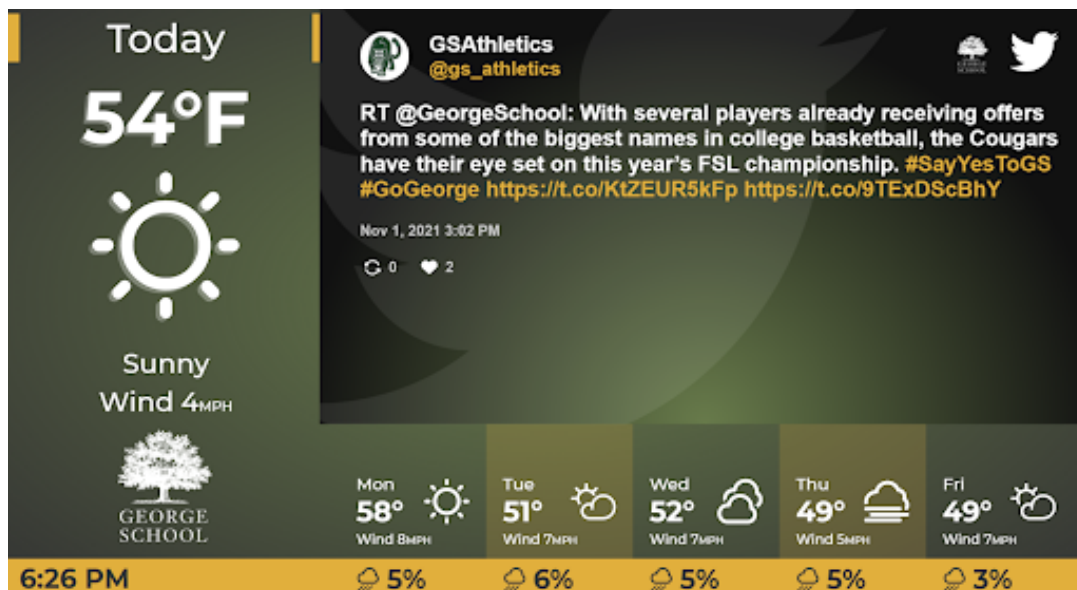 Today
54°F
Sunny
Wind 4MPH
GEORGE
SCHOOL
GSAthletics
@gs_athletics
RT @GeorgeSchool: With several players already receiving offers
from some of the biggest names in college basketball, the Cougars
have their eye set on this year's FSL championship. #SayYesToGS
#GoGeorge https://t.co/KtZEUR5kFp https://t.co/9TExDScBhY
Nov 1, 2021 3:02 PM
0 2
GEORGE
SCHOOL
Mon
58°
Wind 8MPH
Tue
51°
Wind 7MPH
Wed
52°
Wind 7MPH
Thu
49°
Wind 5MPH
Fri
49°
Wind 7MPH
6:26 PM
5%
6%
5%
5%
3%